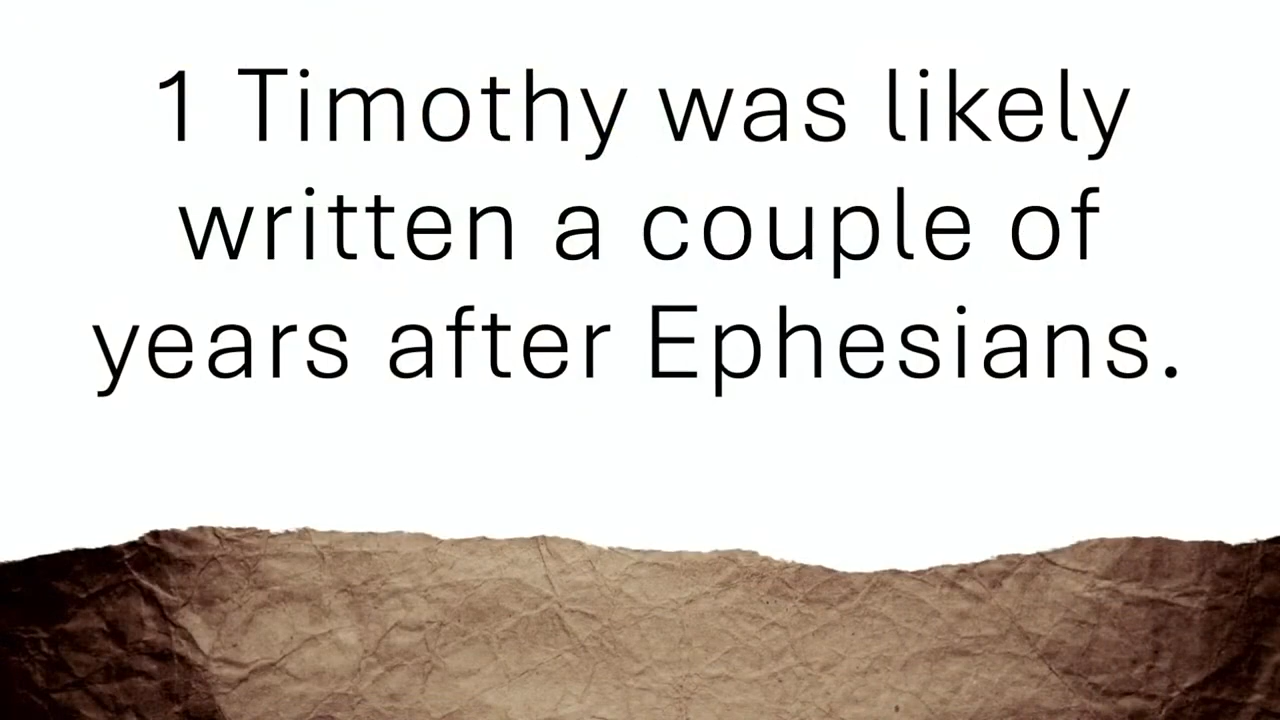 1 Timothy was likely
written a couple of
years after Ephesians.